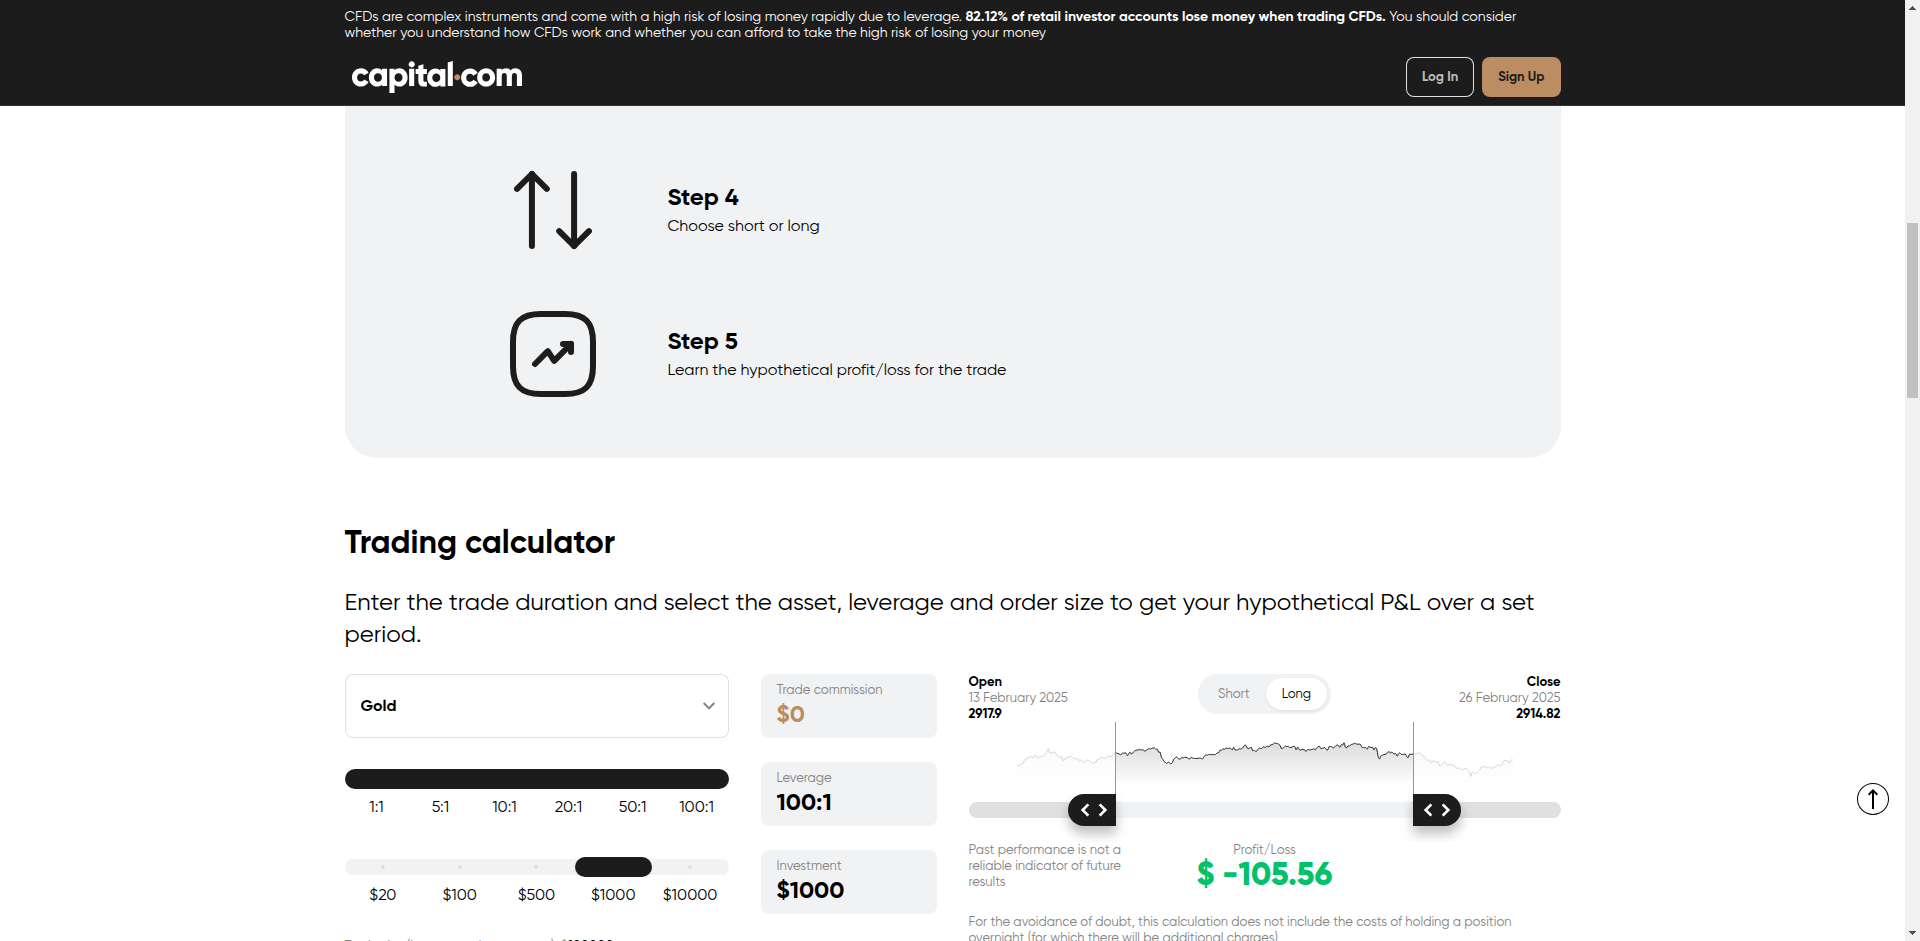 CFDs are complex instruments and come with a high risk of losing money rapidly due to leverage. 82.12% of retail investor accounts lose money when trading CFDs. You should consider
whether you understand how CFDs work and whether you can afford to take the high risk of losing your money
capital.com
Log In
Sign Up
Step 4
Choose short or long
Step 5
Learn the hypothetical profit/loss for the trade
Trading calculator
Enter the trade duration and select the asset, leverage and order size to get your hypothetical P&L over a set
period.
Gold
1:1 5:1 10:1 20:1 50:1 100:1
$20 $100 $500 $1000 $10000
Trade commission
$0
Leverage
100:1
Investment
$1000
Open
13 February 2025
2917.9
Short Long
Close
26 February 2025
2914.82
Past performance is not a
reliable indicator of future
results
Profit/Loss
$ -105.56
For the avoidance of doubt, this calculation does not include the costs of holding a position
overnight (for which there will be additional charges)